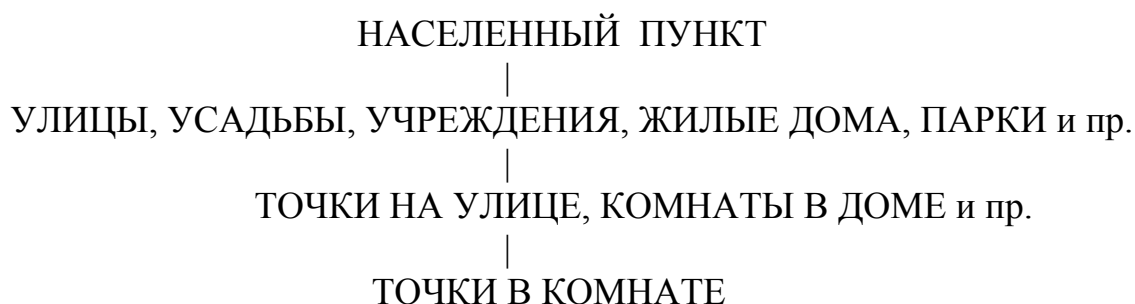 НАСЕЛЕННЫЙ ПУНКТ
УЛИЦЫ, УСАДЬБЫ, УЧРЕЖДЕНИЯ, ЖИЛЫЕ ДОМА, ПАРКИ и пр.
ТОЧКИ НА УЛИЦЕ, КОМНАТЫ В ДОМЕ и пр.
ТОЧКИ В КОМНАТЕ